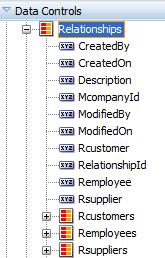 Data Controls
Relationships
CreatedBy
CreatedOn
Description
McompanyId
ModifiedBy
ModifiedOn
Rcustomer
RelationshipId
Remployee
Rsupplier
Rcustomers
Remployees
Rsuppliers